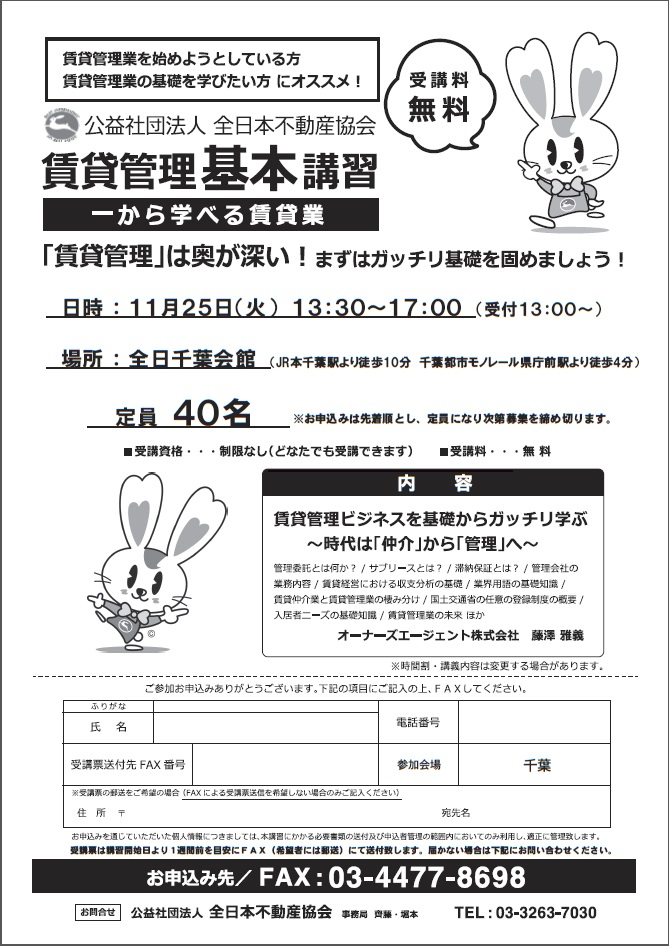 賃貸管理業を始めようとしている方
賃貸管理業の基礎を学びたい方 にオススメ！
受講料
無料
公益社団法人 全日本不動産協会
賃貸管理 基本 講習
一から学べる賃貸業
「賃貸管理」は奥が深い！まずはガッチリ基礎を固めましょう！
日時：11月25日（火） 13:30～17:00 （受付13:00～）
場所：全日千葉会館 （JR本千葉駅より徒歩10分 千葉都市モノレール県庁前駅より徒歩4分）
定員 40名 ※お申込みは先着順とし、定員になり次第募集を締め切ります。
■受講資格・・・制限なし（どなたでも受講できます） ■受講料・・・無 料
内 容
賃貸管理ビジネスを基礎からガッチリ学ぶ
～時代は「仲介」から「管理」へ～
管理委託とは何か？ / サブリースとは？ / 滞納保証とは？ / 管理会社の
業務内容 / 賃貸経営における収支分析の基礎 / 業界用語の基礎知識 /
賃貸仲介業と賃貸管理業の棲み分け / 国土交通省の任意の登録制度の概要 /
入居者ニーズの基礎知識 / 賃貸管理業の未来 ほか
オーナーズエージェント株式会社 藤澤 雅義
©
※時間割・講義内容は変更する場合があります。
ご参加お申込みありがとうございます。下記の項目にご記入の上、ＦＡＸしてください。
ふりがな
氏 名
電話番号
受講票送付先 FAX 番号
参加会場
千葉
※受講票の郵送をご希望の場合（FAX による受講票送信を希望しない場合のみご記入ください）
住 所 〒
宛先名
お申込みを通じていただいた個人情報につきましては、本講習にかかる必要書類の送付及び申込者管理の範囲内においてのみ利用し、適正に管理致します。
受講票は講習開始日より１週間前を目安にＦＡＸ（希望者には郵送）にて送付致します。届かない場合は下記にお問い合わせください。
お申込み先／ FAX：03-4477-8698
お問合せ 公益社団法人 全日本不動産協会 事務局 齊藤・堀本 TEL：03-3263-7030